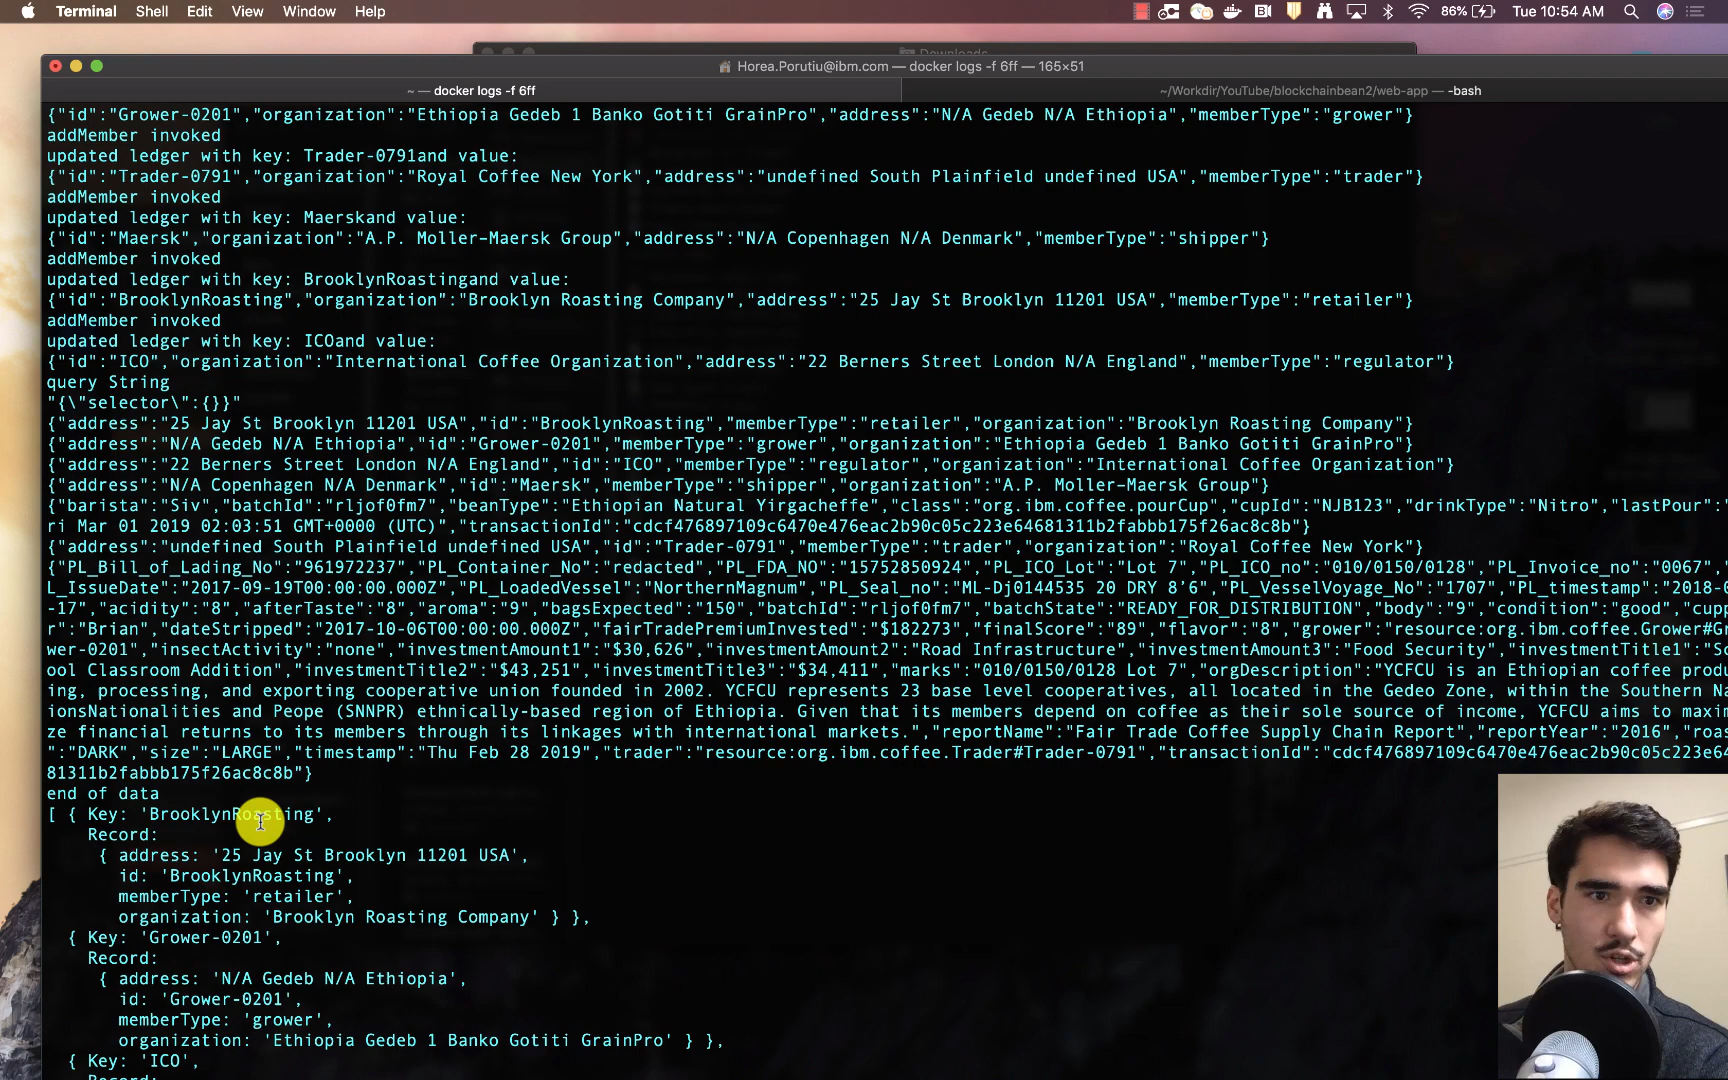 Terminal Shell Edit View Window Help 86% Tue 10:54 AM
Downloads
Horea.Porutiu@ibm.com — docker logs -f 6ff — 165×51
~ — docker logs -f 6ff ~/Workdir/YouTube/blockchainbean2/web-app — -bash
{"id":"Grower-0201","organization":"Ethiopia Gedeb 1 Banko Gotiti GrainPro","address":"N/A Gedeb N/A Ethiopia","memberType":"grower"}
addMember invoked
updated ledger with key: Trader-0791and value:
{"id":"Trader-0791","organization":"Royal Coffee New York","address":"undefined South Plainfield undefined USA","memberType":"trader"}
addMember invoked
updated ledger with key: Maerskand value:
{"id":"Maersk","organization":"A.P. Moller–Maersk Group","address":"N/A Copenhagen N/A Denmark","memberType":"shipper"}
addMember invoked
updated ledger with key: BrooklynRoastingand value:
{"id":"BrooklynRoasting","organization":"Brooklyn Roasting Company","address":"25 Jay St Brooklyn 11201 USA","memberType":"retailer"}
addMember invoked
updated ledger with key: ICOand value:
{"id":"ICO","organization":"International Coffee Organization","address":"22 Berners Street London N/A England","memberType":"regulator"}
query String
"{\"selector\":{}}"
{"address":"25 Jay St Brooklyn 11201 USA","id":"BrooklynRoasting","memberType":"retailer","organization":"Brooklyn Roasting Company"}
{"address":"N/A Gedeb N/A Ethiopia","id":"Grower-0201","memberType":"grower","organization":"Ethiopia Gedeb 1 Banko Gotiti GrainPro"}
{"address":"22 Berners Street London N/A England","id":"ICO","memberType":"regulator","organization":"International Coffee Organization"}
{"address":"N/A Copenhagen N/A Denmark","id":"Maersk","memberType":"shipper","organization":"A.P. Moller–Maersk Group"}
{"barista":"Siv","batchId":"rljof0fm7","beanType":"Ethiopian Natural Yirgacheffe","class":"org.ibm.coffee.pourCup","cupId":"NJB123","drinkType":"Nitro","lastPour":"
ri Mar 01 2019 02:03:51 GMT+0000 (UTC)","transactionId":"cdcf476897109c6470e476eac2b90c05c223e64681311b2fabbb175f26ac8c8b"}
{"address":"undefined South Plainfield undefined USA","id":"Trader-0791","memberType":"trader","organization":"Royal Coffee New York"}
{"PL_Bill_of_Lading_No":"961972237","PL_Container_No":"redacted","PL_FDA_NO":"15752850924","PL_ICO_Lot":"Lot 7","PL_ICO_no":"010/0150/0128","PL_Invoice_no":"0067","
L_IssueDate":"2017-09-19T00:00:00.000Z","PL_LoadedVessel":"NorthernMagnum","PL_Seal_no":"ML-Dj0144535 20 DRY 8'6","PL_VesselVoyage_No":"1707","PL_timestamp":"2018-0
-17","acidity":"8","afterTaste":"8","aroma":"9","bagsExpected":"150","batchId":"rljof0fm7","batchState":"READY_FOR_DISTRIBUTION","body":"9","condition":"good","cupp
r":"Brian","dateStripped":"2017-10-06T00:00:00.000Z","fairTradePremiumInvested":"$182273","finalScore":"89","flavor":"8","grower":"resource:org.ibm.coffee.Grower#Gr
wer-0201","insectActivity":"none","investmentAmount1":"$30,626","investmentAmount2":"Road Infrastructure","investmentAmount3":"Food Security","investmentTitle1":"Sc
ool Classroom Addition","investmentTitle2":"$43,251","investmentTitle3":"$34,411","marks":"010/0150/0128 Lot 7","orgDescription":"YCFCU is an Ethiopian coffee produ
ing, processing, and exporting cooperative union founded in 2002. YCFCU represents 23 base level cooperatives, all located in the Gedeo Zone, within the Southern Na
ionsNationalities and Peope (SNNPR) ethnically-based region of Ethiopia. Given that its members depend on coffee as their sole source of income, YCFCU aims to maxim
ze financial returns to its members through its linkages with international markets.","reportName":"Fair Trade Coffee Supply Chain Report","reportYear":"2016","roas
":"DARK","size":"LARGE","timestamp":"Thu Feb 28 2019","trader":"resource:org.ibm.coffee.Trader#Trader-0791","transactionId":"cdcf476897109c6470e476eac2b90c05c223e64
81311b2fabbb175f26ac8c8b"}
end of data
[ { Key: 'BrooklynRoasting',
Record:
{ address: '25 Jay St Brooklyn 11201 USA',
id: 'BrooklynRoasting',
memberType: 'retailer',
organization: 'Brooklyn Roasting Company' } },
{ Key: 'Grower-0201',
Record:
{ address: 'N/A Gedeb N/A Ethiopia',
id: 'Grower-0201',
memberType: 'grower',
organization: 'Ethiopia Gedeb 1 Banko Gotiti GrainPro' } },
{ Key: 'ICO',